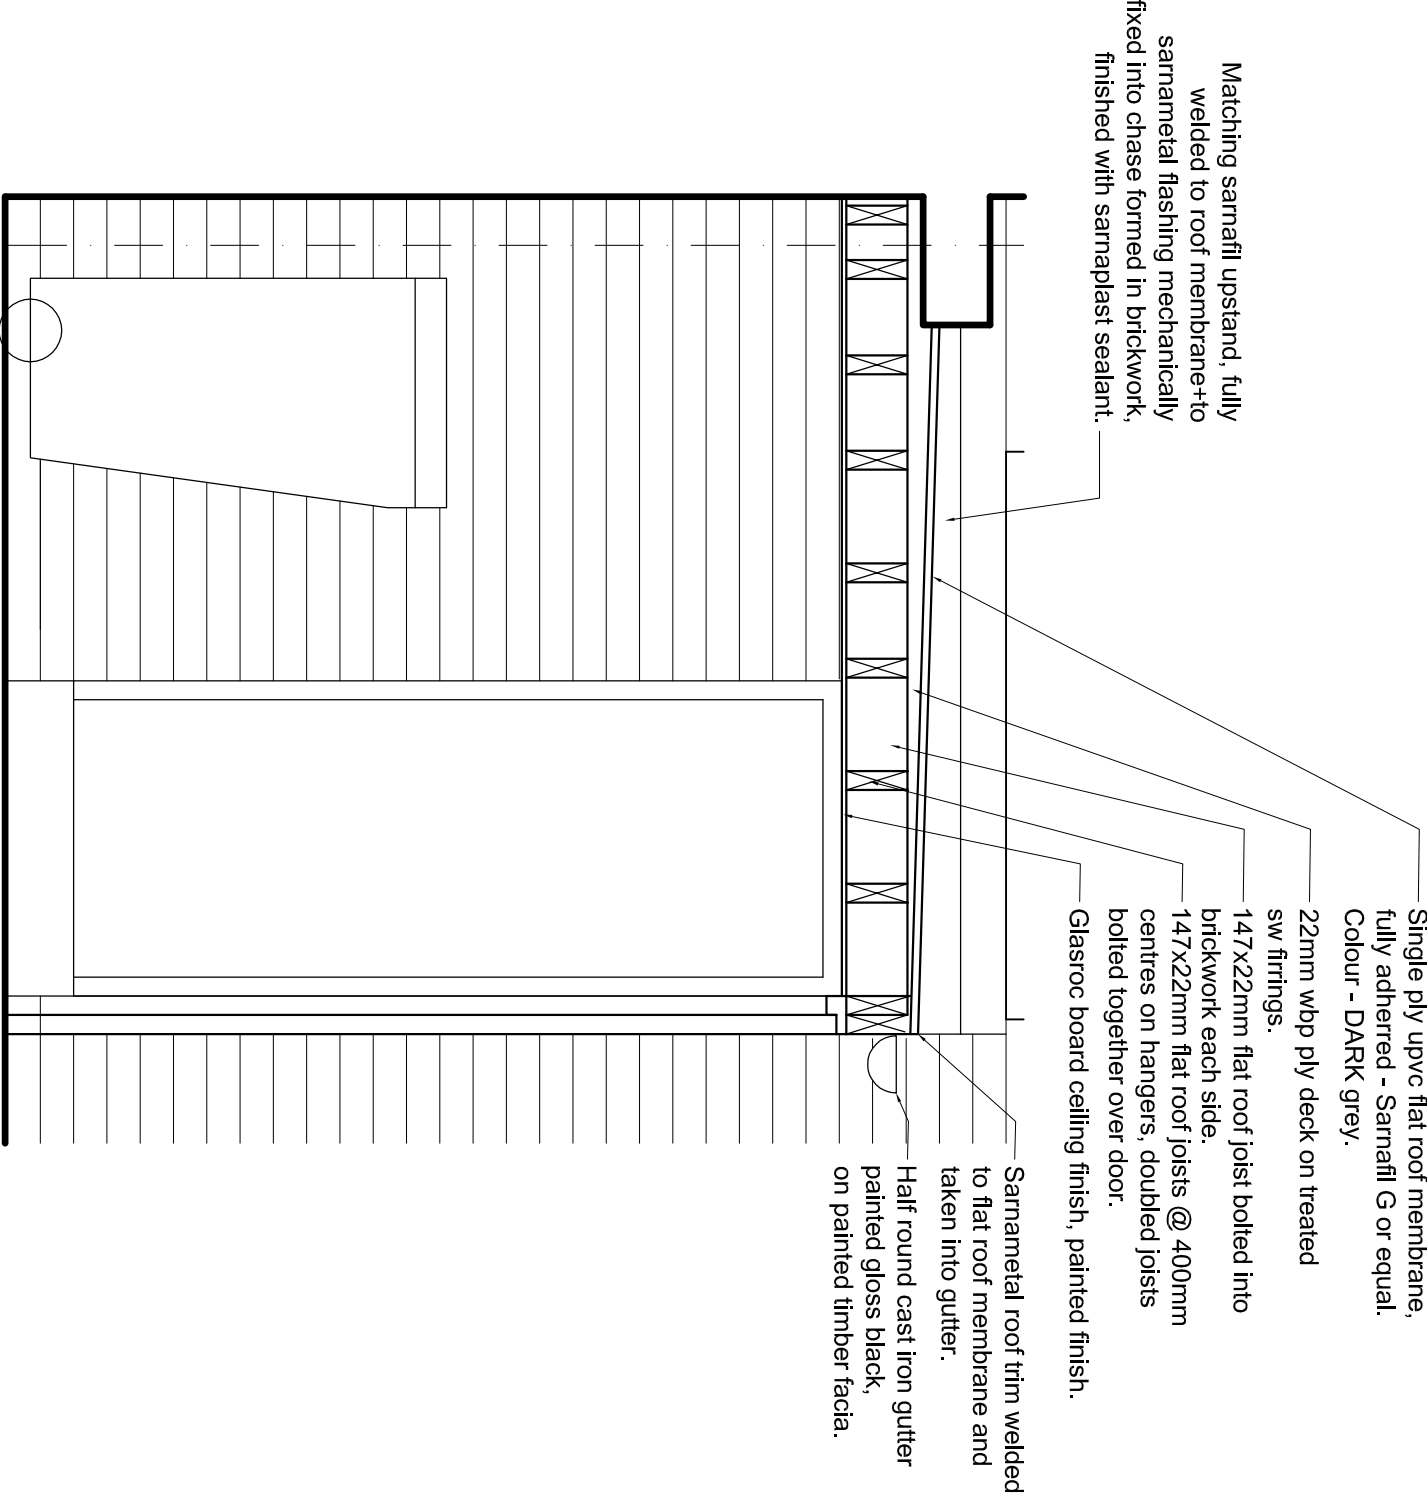 Matching sarnafil upstand, fully
welded to roof membrane+to
sarnametal flashing mechanically
fixed into chase formed in brickwork,
finished with sarnaplast sealant.
Single ply upvc flat roof membrane,
fully adherred - Sarnafil G or equal.
Colour - DARK grey.
22mm wbp ply deck on treated
sw firrings.
147x22mm flat roof joist bolted into
brickwork each side.
147x22mm flat roof joists @ 400mm
centres on hangers, doubled joists
bolted together over door.
Glasroc board ceiling finish, painted finish.
Sarnametal roof trim welded
to flat roof membrane and
taken into gutter.
Half round cast iron gutter
painted gloss black,
on painted timber facia.